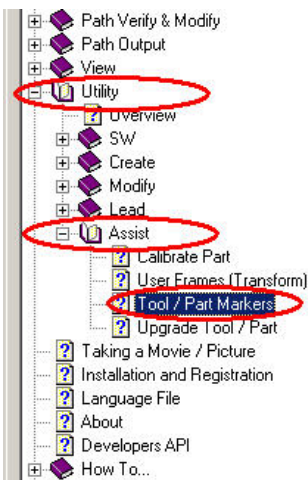 Path Verify & Modify
Path Output
View
Utility
Overview
SW
Create
Modify
Lead
Assist
Calibrate Part
User Frames (Transform)
Tool / Part Markers
Upgrade Tool / Part
Taking a Movie / Picture
Installation and Registration
Language File
About
Developers API
How To...